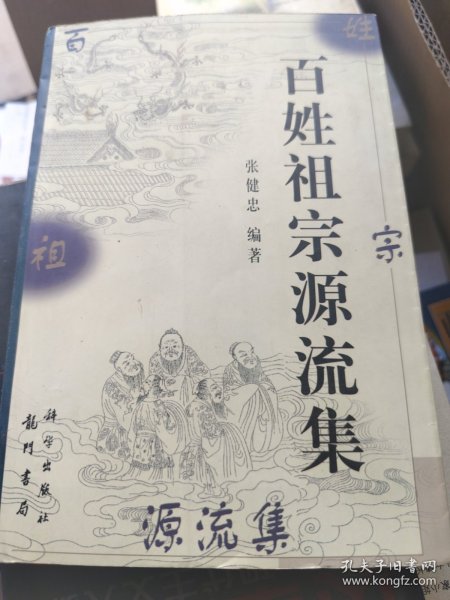 百
姓
祖
宗
源流集
百姓祖宗源流集
张健忠 编著
科学出版社
龍門書局
孔夫子旧书网
www.kongfz.com